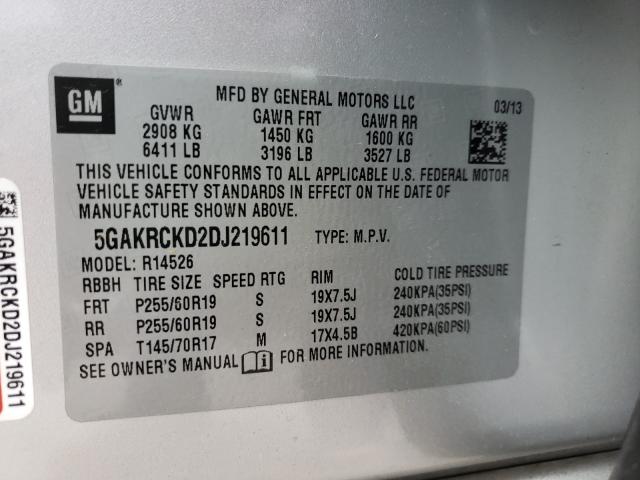 GM
MFD BY GENERAL MOTORS LLC
03/13
GVWR GAWR FRT GAWR RR
2908 KG 1450 KG 1600 KG
6411 LB 3196 LB 3527 LB
THIS VEHICLE CONFORMS TO ALL APPLICABLE U.S. FEDERAL MOTOR
VEHICLE SAFETY STANDARDS IN EFFECT ON THE DATE OF
MANUFACTURE SHOWN ABOVE.
5GAKRCKD2DJ219611 TYPE: M.P.V.
MODEL: R14526
RBBH TIRE SIZE SPEED RTG RIM COLD TIRE PRESSURE
FRT P255/60R19 S 19X7.5J 240KPA(35PSI)
RR P255/60R19 S 19X7.5J 240KPA(35PSI)
SPA T145/70R17 M 17X4.5B 420KPA(60PSI)
SEE OWNER'S MANUAL i FOR MORE INFORMATION.
5GAKRCKD2DJ219611